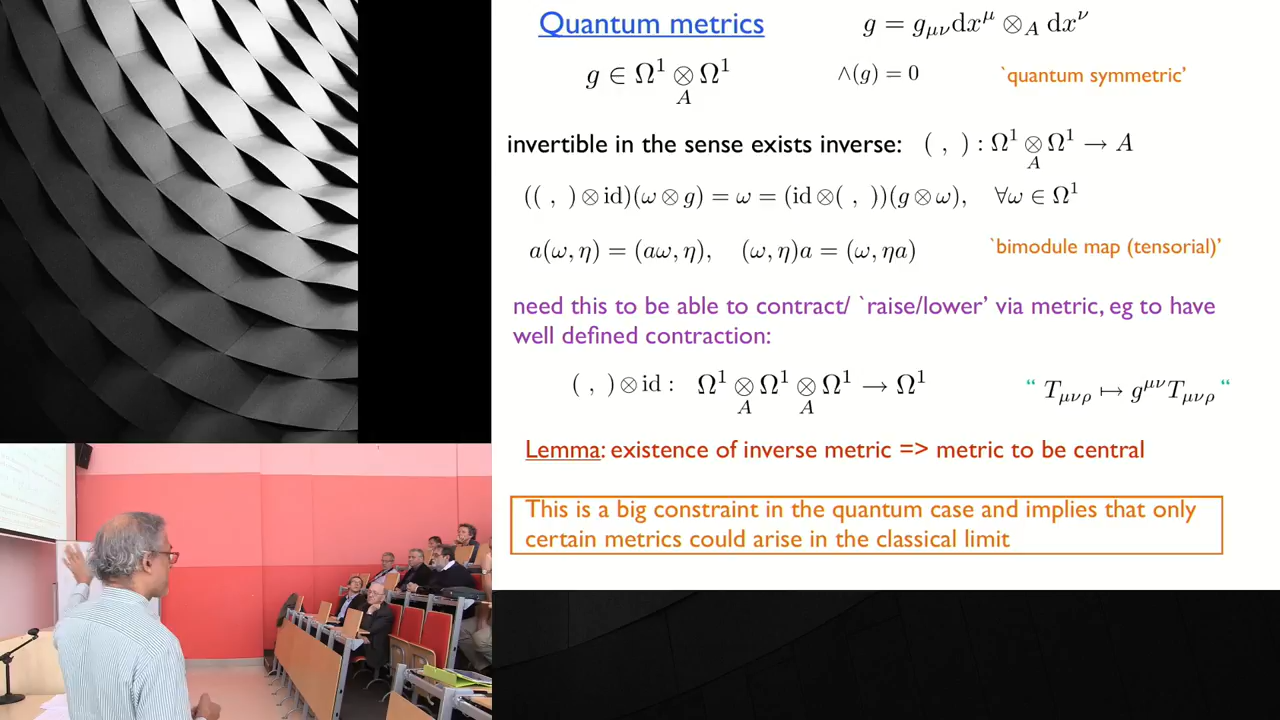 Quantum metrics g = g_{μν}dx^μ ⊗_A dx^ν
g ∈ Ω¹ ⊗_A Ω¹ ∧(g) = 0 `quantum symmetric'
invertible in the sense exists inverse: ( , ) : Ω¹ ⊗_A Ω¹ → A
(( , ) ⊗ id)(ω ⊗ g) = ω = (id ⊗( , ))(g ⊗ ω), ∀ω ∈ Ω¹
a(ω, η) = (aω, η), (ω, η)a = (ω, ηa) `bimodule map (tensorial)'
need this to be able to contract/ `raise/lower' via metric, eg to have
well defined contraction:
( , ) ⊗ id : Ω¹ ⊗_A Ω¹ ⊗_A Ω¹ → Ω¹ “ T_{μνρ} ↦ g^{μν}T_{μνρ} “
Lemma: existence of inverse metric => metric to be central
This is a big constraint in the quantum case and implies that only
certain metrics could arise in the classical limit